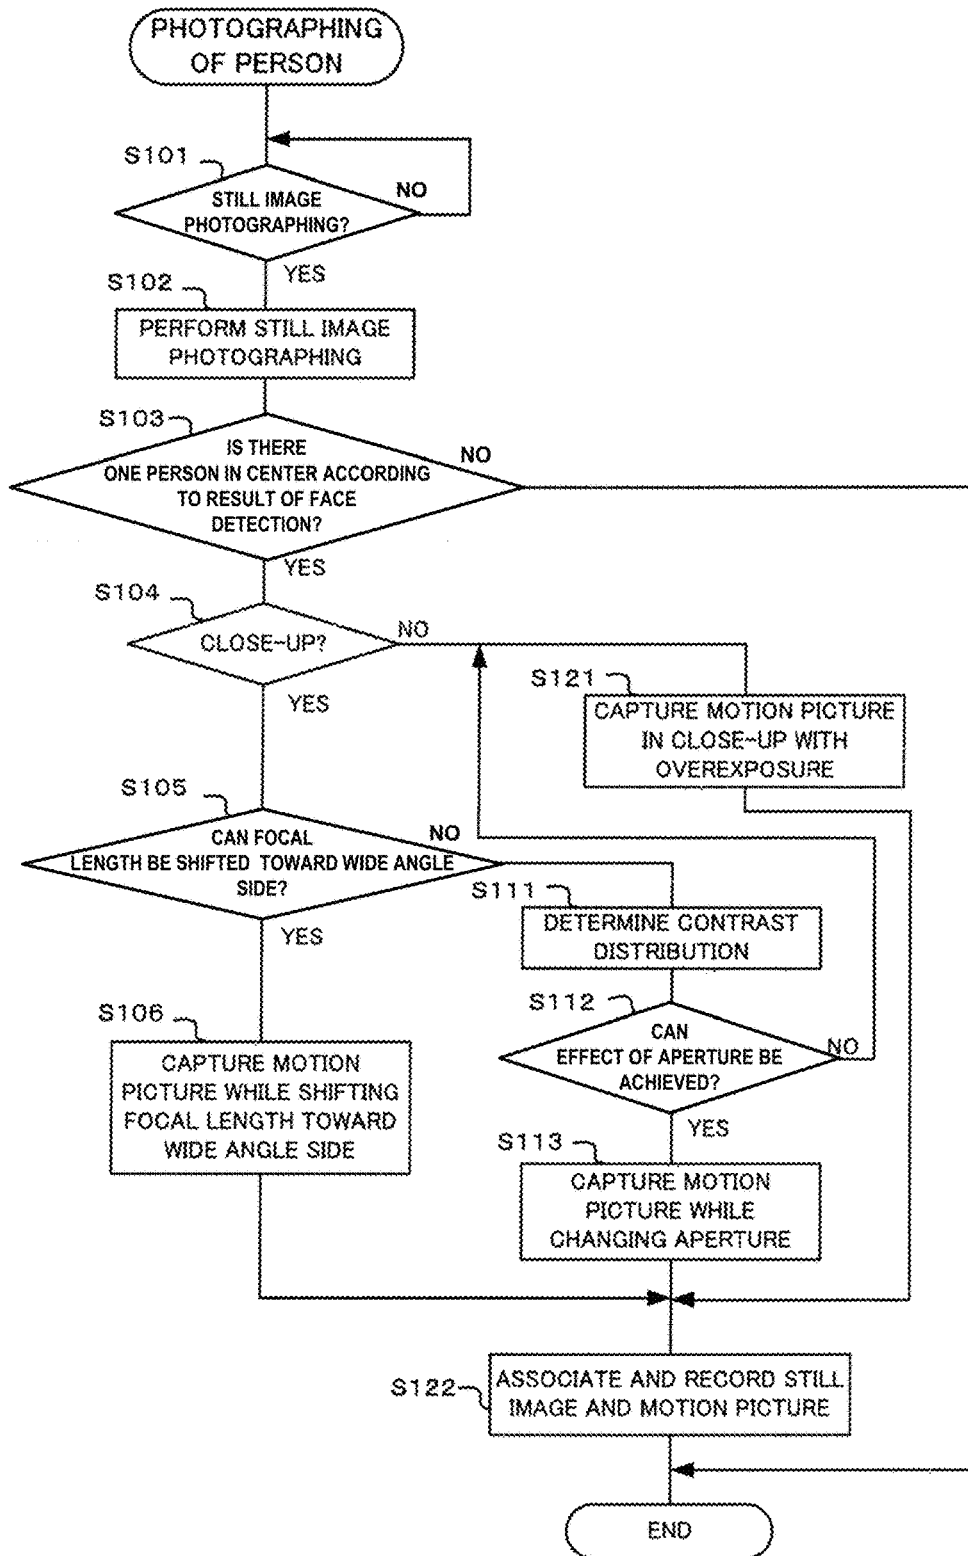 PHOTOGRAPHING
OF PERSON
S101
STILL IMAGE
PHOTOGRAPHING?
NO
YES
S102
PERFORM STILL IMAGE
PHOTOGRAPHING
S103
IS THERE
ONE PERSON IN CENTER ACCORDING
TO RESULT OF FACE
DETECTION?
NO
YES
S104
CLOSE-UP?
NO
YES
S121
CAPTURE MOTION PICTURE
IN CLOSE-UP WITH
OVEREXPOSURE
S105
CAN FOCAL
LENGTH BE SHIFTED TOWARD WIDE ANGLE
SIDE?
NO
YES
S111
DETERMINE CONTRAST
DISTRIBUTION
S112
CAN
EFFECT OF APERTURE BE
ACHIEVED?
NO
YES
S106
CAPTURE MOTION
PICTURE WHILE SHIFTING
FOCAL LENGTH TOWARD
WIDE ANGLE SIDE
S113
CAPTURE MOTION
PICTURE WHILE
CHANGING APERTURE
S122
ASSOCIATE AND RECORD STILL
IMAGE AND MOTION PICTURE
END